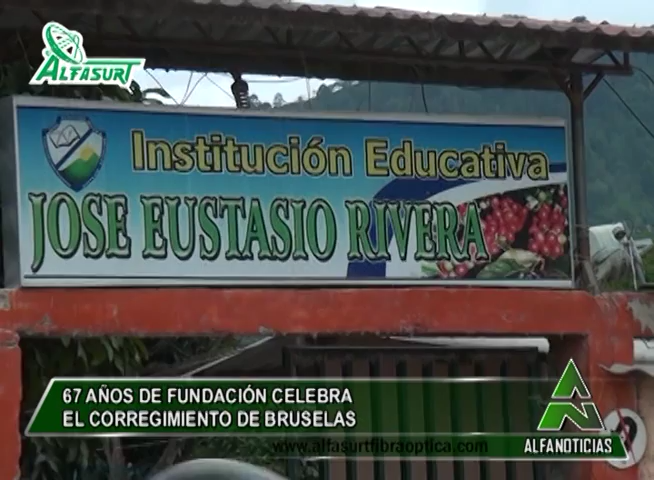 ALFASURT
Institución Educativa
JOSE EUSTASIO RIVERA
67 AÑOS DE FUNDACIÓN CELEBRA
EL CORREGIMIENTO DE BRUSELAS
www.alfasurtfibraoptica.com
AN
ALFANOTICIAS